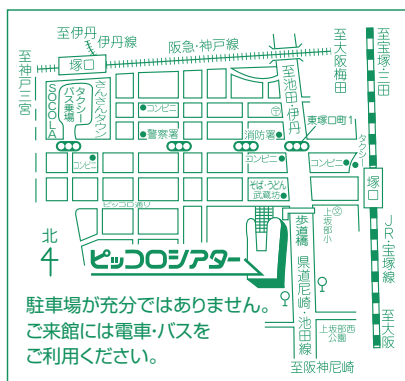 至伊丹
伊丹線
阪急・神戸線
至神戸三宮
塚口
至池田
伊丹
至大阪梅田
至宝塚・三田
SOCOLA
タクシー
バス乗場
さんさんタウン
コンビニ
警察署
消防署
東塚口町1
タクシー
コンビニ
コンビニ
コンビニ
塚口
そば・うどん
武蔵坊
ピッコロ通り
歩道橋
上坂部小
文
北
ピッコロシアター
県道尼崎・池田線
JR・宝塚線
上坂部西
公園
至大阪
至阪神尼崎
駐車場が充分ではありません。
ご来館には電車・バスを
ご利用ください。